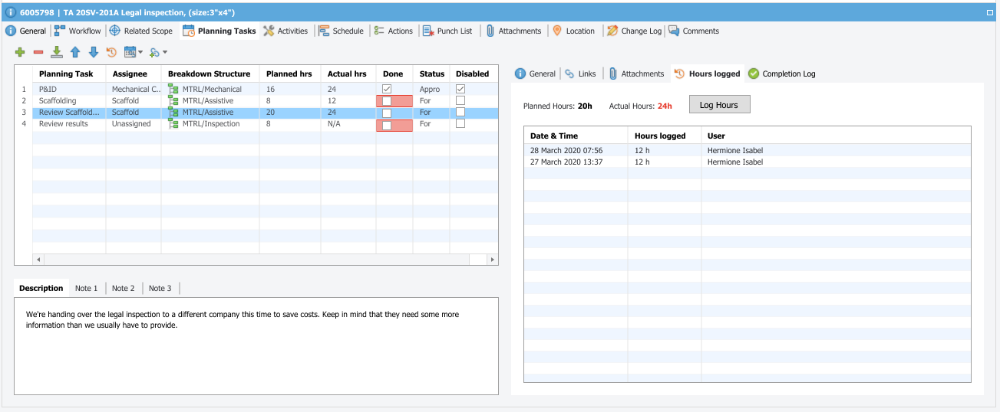 6005798 | TA 20SV-201A Legal inspection, (size:3"x4")
General Workflow Related Scope Planning Tasks Activities Schedule Actions Punch List Attachments Location Change Log Comments
Planning Task Assignee Breakdown Structure Planned hrs Actual hrs Done Status Disabled
1 P&ID Mechanical C.. MTRL/Mechanical 16 24 Appro
2 Scaffolding Scaffold MTRL/Assistive 8 12 For
3 Review Scaffold... Scaffold MTRL/Assistive 20 24 For
4 Review results Unassigned MTRL/Inspection 8 N/A For
Description Note 1 Note 2 Note 3
We're handing over the legal inspection to a different company this time to save costs. Keep in mind that they need some more
information than we usually have to provide.
General Links Attachments Hours logged Completion Log
Planned Hours: 20h Actual Hours: 24h Log Hours
Date & Time Hours logged User
28 March 2020 07:56 12 h Hermione Isabel
27 March 2020 13:37 12 h Hermione Isabel